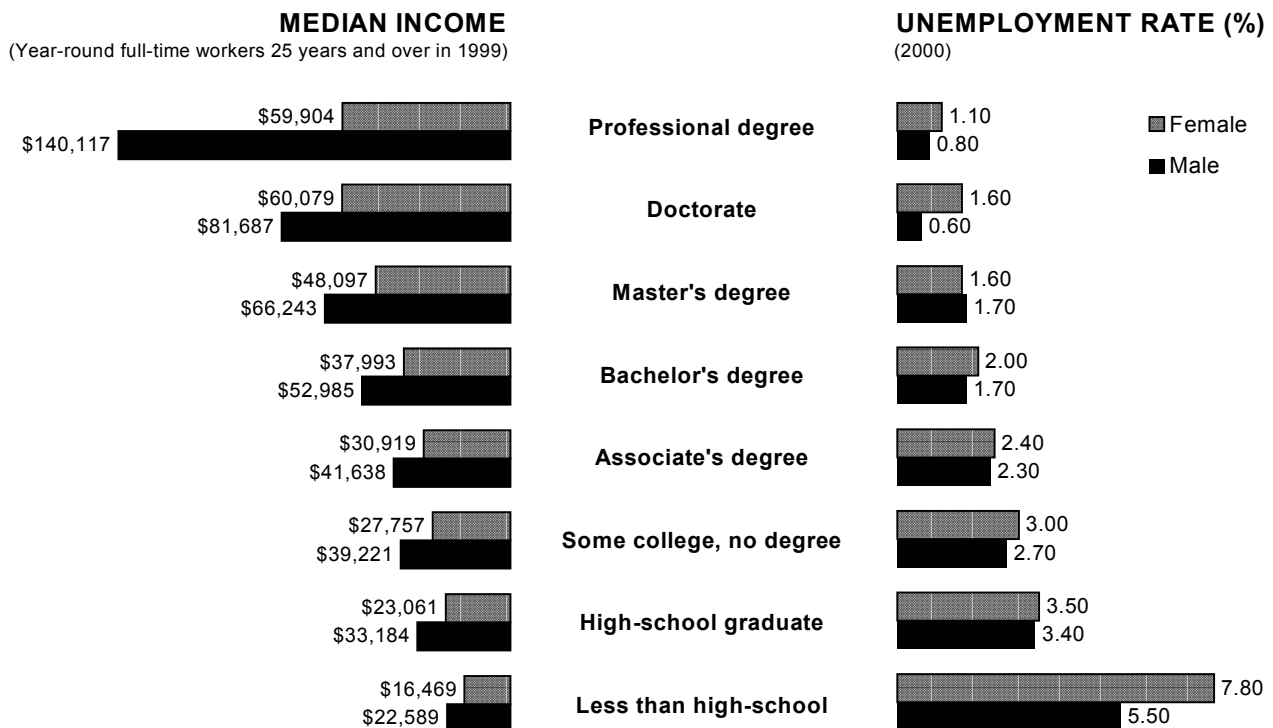 MEDIAN INCOME
(Year-round full-time workers 25 years and over in 1999)
UNEMPLOYMENT RATE (%)
(2000)
Female
Male
$59,904
$140,117
Professional degree
1.10
0.80
$60,079
$81,687
Doctorate
1.60
0.60
$48,097
$66,243
Master's degree
1.60
1.70
$37,993
$52,985
Bachelor's degree
2.00
1.70
$30,919
$41,638
Associate's degree
2.40
2.30
$27,757
$39,221
Some college, no degree
3.00
2.70
$23,061
$33,184
High-school graduate
3.50
3.40
$16,469
$22,589
Less than high-school
7.80
5.50